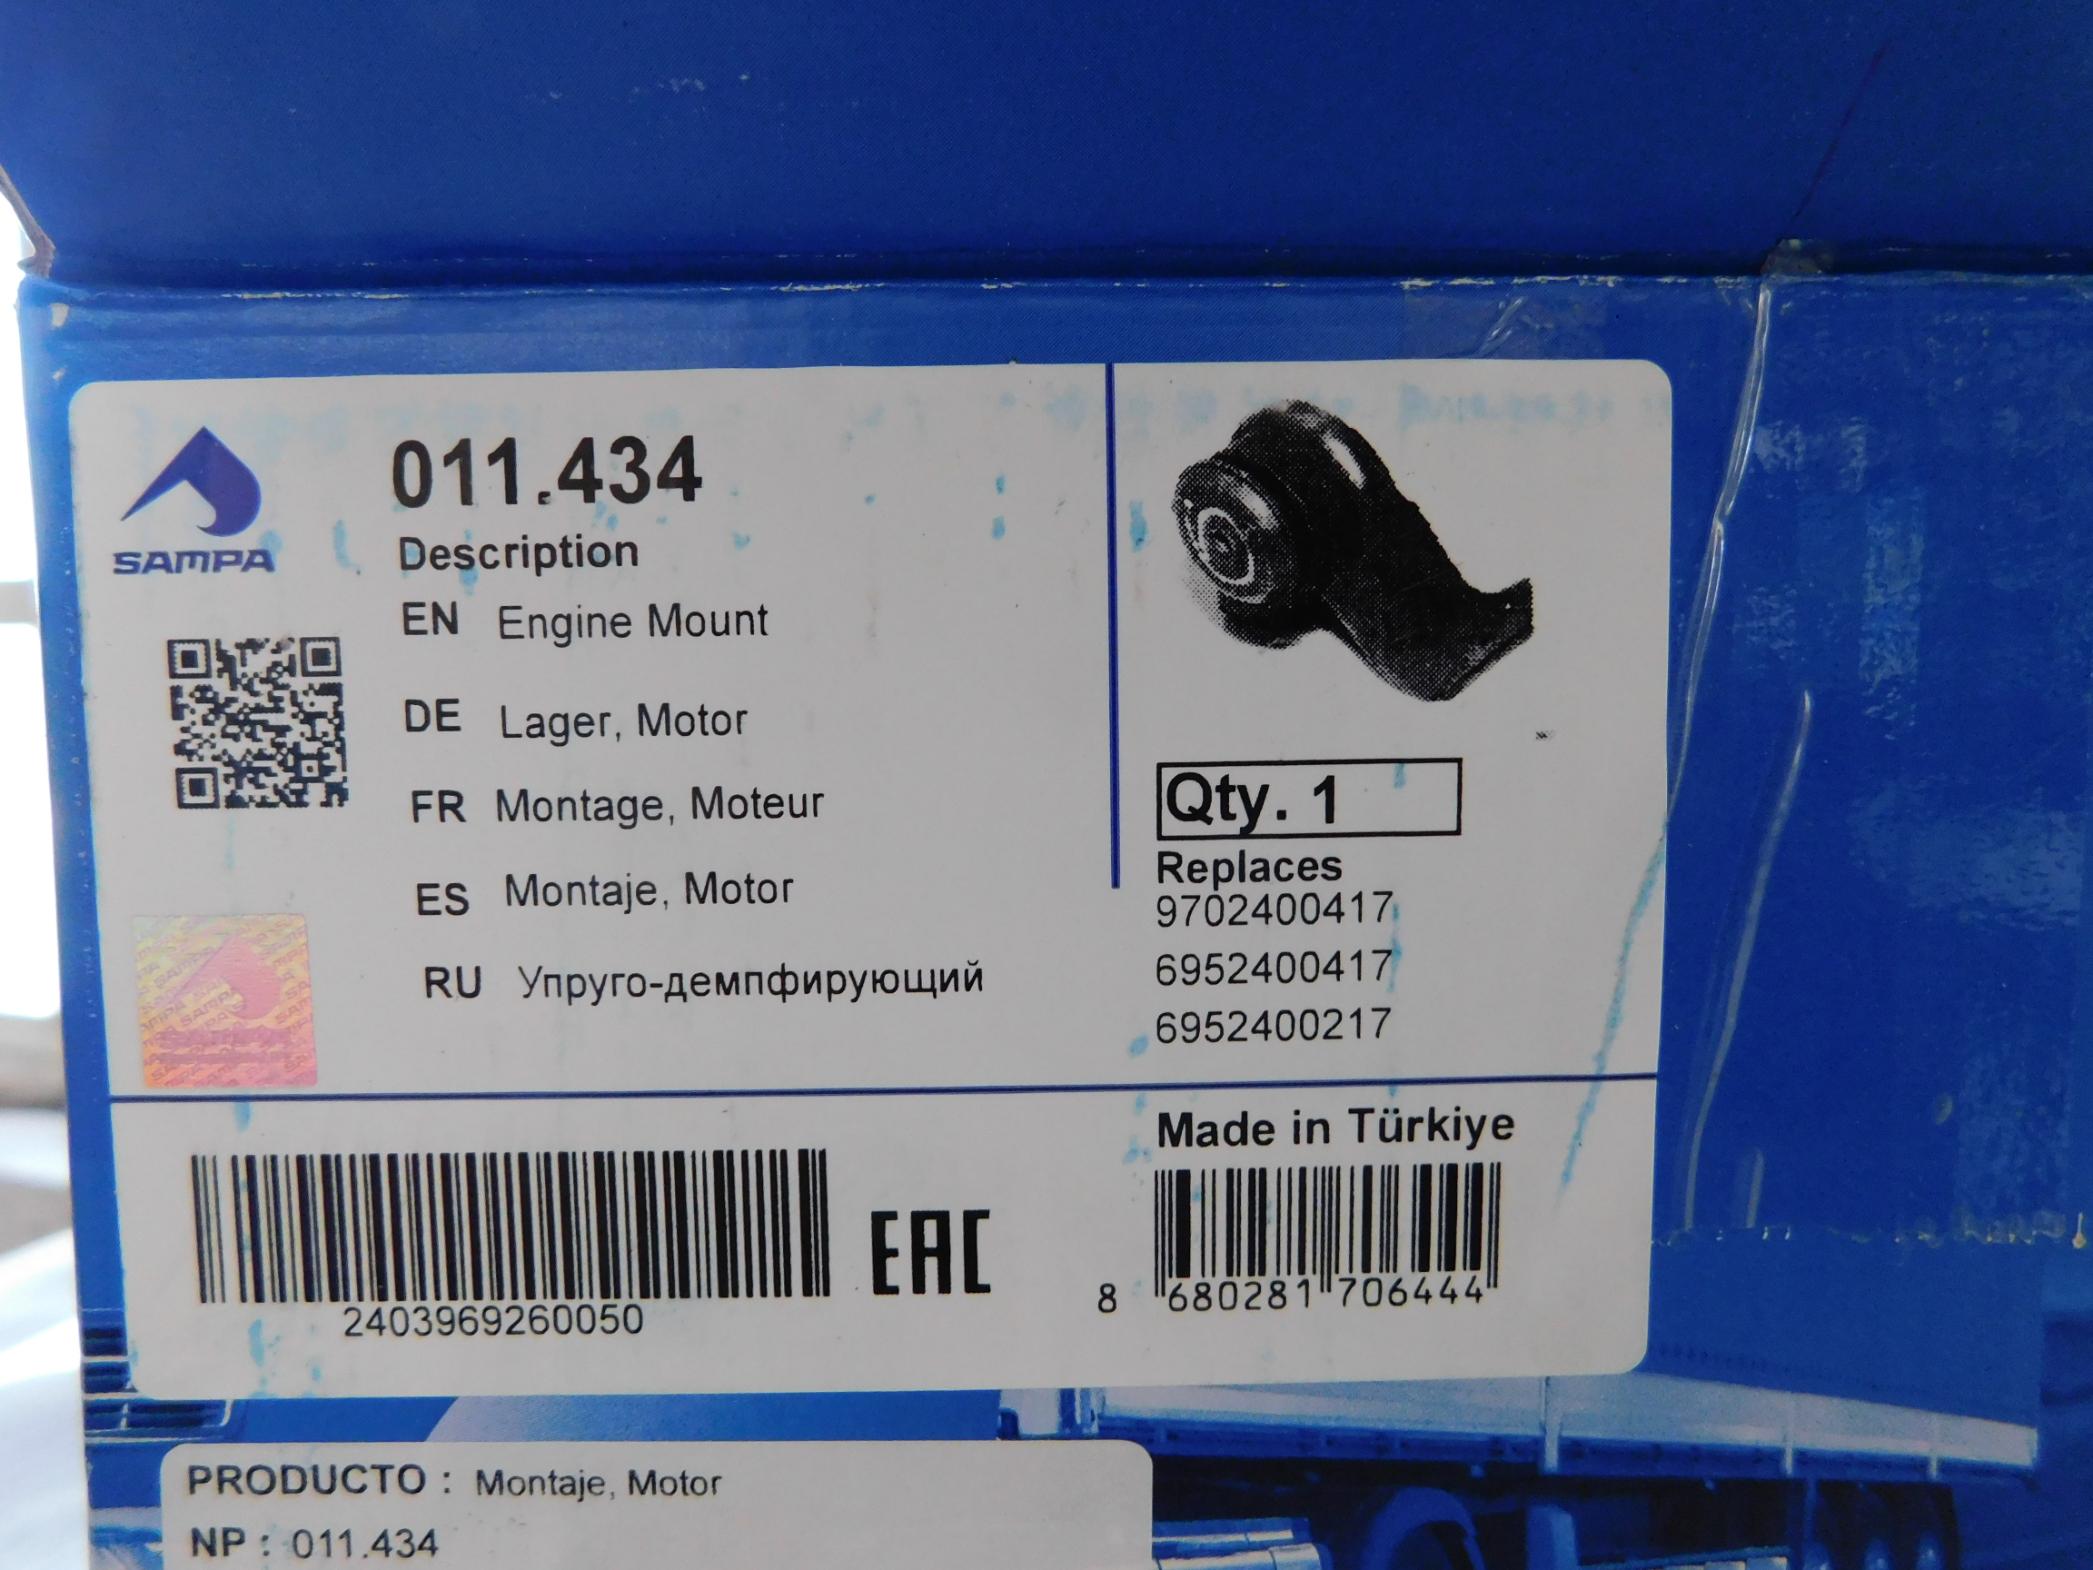 SAMPA
011.434
Description
EN Engine Mount
DE Lager, Motor
FR Montage, Moteur
ES Montaje, Motor
RU Упруго-демпфирующий
Qty. 1
Replaces
9702400417
6952400417
6952400217
2403969260050
EAC
Made in Türkiye
8 680281 706444
PRODUCTO : Montaje, Motor
NP : 011.434